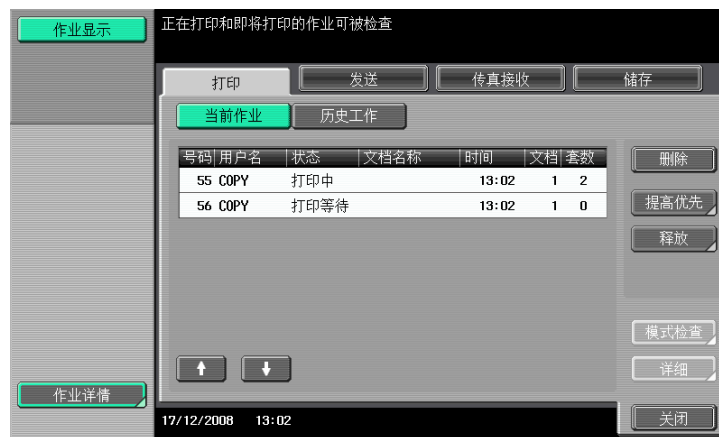 作业显示
正在打印和即将打印的作业可被检查
打印 发送 传真接收 储存
当前作业 历史工作
号码 用户名 状态 文档名称 时间 文档 套数
55 COPY 打印中 13:02 1 2
56 COPY 打印等待 13:02 1 0
删除
提高优先
释放
模式检查
详细
作业详情
17/12/2008 13:02
关闭